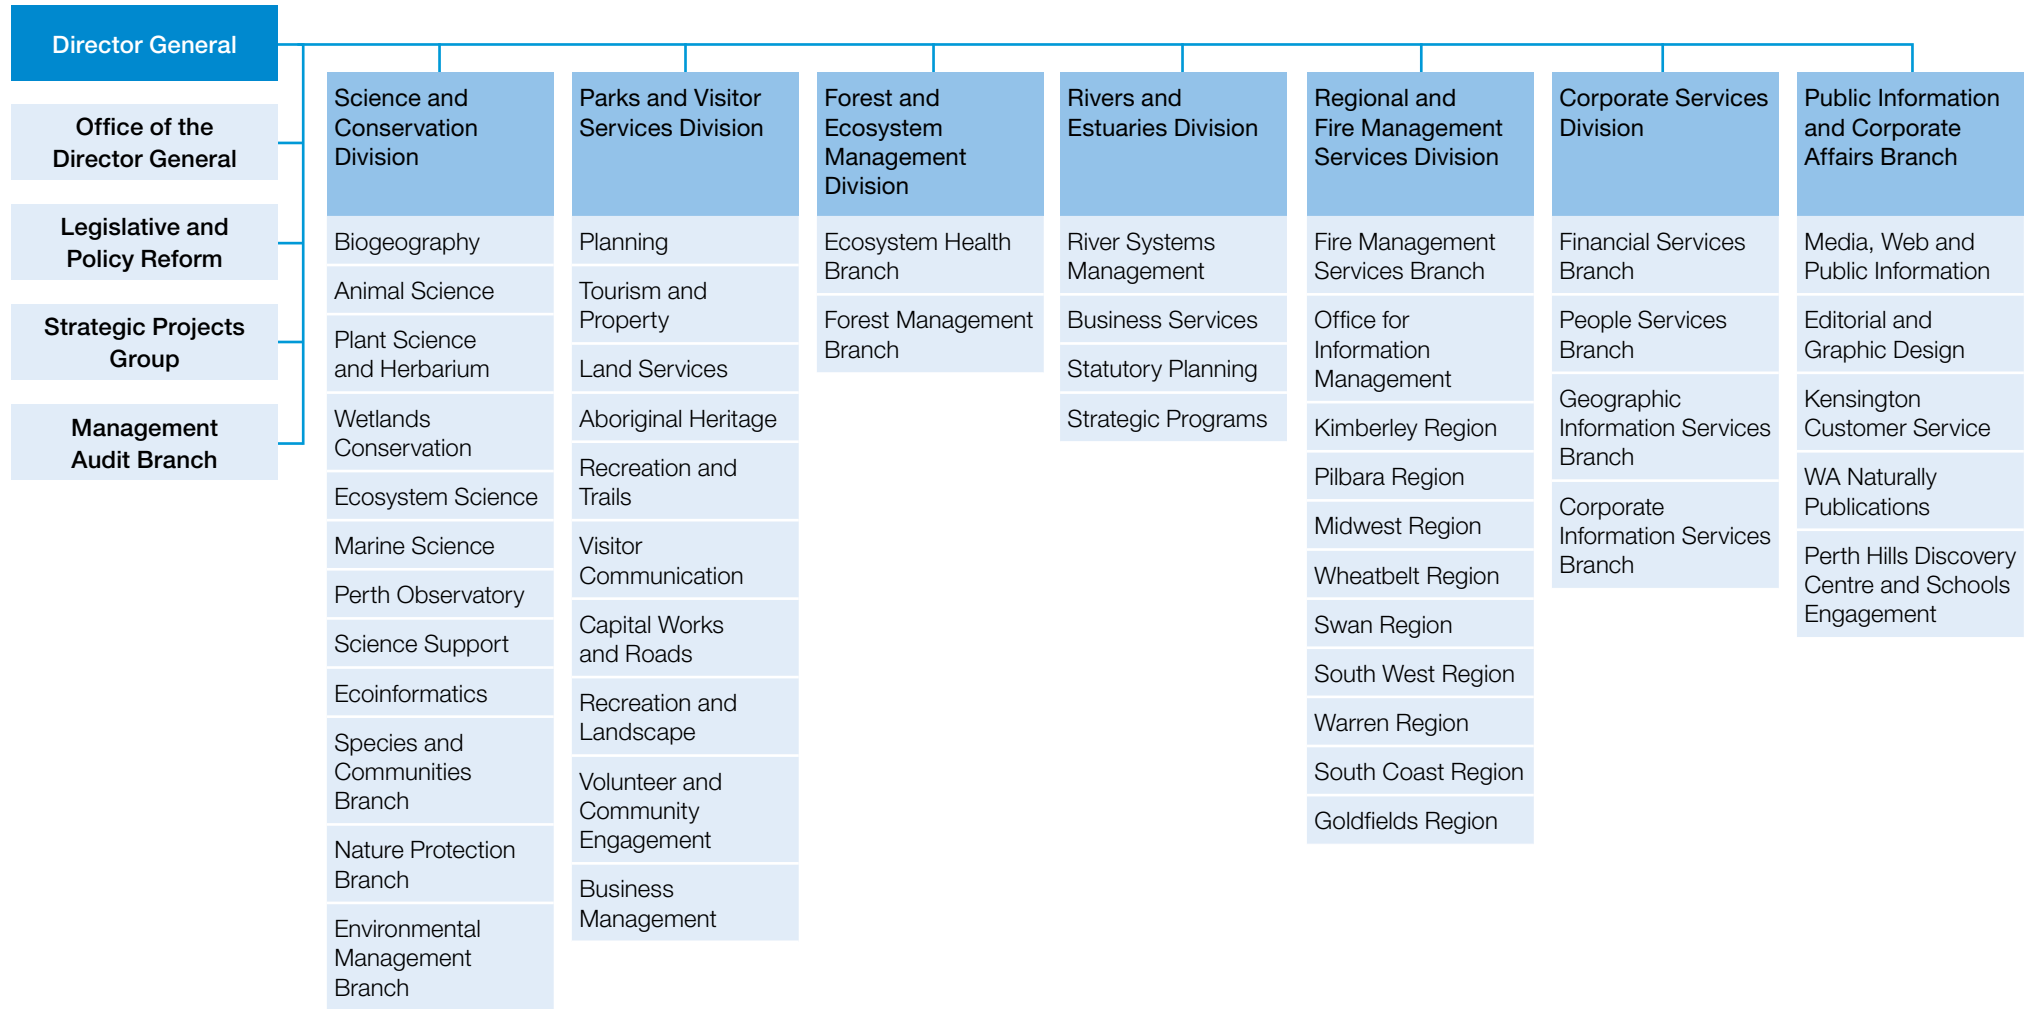 Director General
Office of the
Director General
Legislative and
Policy Reform
Strategic Projects
Group
Management
Audit Branch
Science and
Conservation
Division
Biogeography
Animal Science
Plant Science
and Herbarium
Wetlands
Conservation
Ecosystem Science
Marine Science
Perth Observatory
Science Support
Ecoinformatics
Species and
Communities
Branch
Nature Protection
Branch
Environmental
Management
Branch
Parks and Visitor
Services Division
Planning
Tourism and
Property
Land Services
Aboriginal Heritage
Recreation and
Trails
Visitor
Communication
Capital Works
and Roads
Recreation and
Landscape
Volunteer and
Community
Engagement
Business
Management
Forest and
Ecosystem
Management
Division
Ecosystem Health
Branch
Forest Management
Branch
Rivers and
Estuaries Division
River Systems
Management
Business Services
Statutory Planning
Strategic Programs
Regional and
Fire Management
Services Division
Fire Management
Services Branch
Office for
Information
Management
Kimberley Region
Pilbara Region
Midwest Region
Wheatbelt Region
Swan Region
South West Region
Warren Region
South Coast Region
Goldfields Region
Corporate Services
Division
Financial Services
Branch
People Services
Branch
Geographic
Information Services
Branch
Corporate
Information Services
Branch
Public Information
and Corporate
Affairs Branch
Media, Web and
Public Information
Editorial and
Graphic Design
Kensington
Customer Service
WA Naturally
Publications
Perth Hills Discovery
Centre and Schools
Engagement